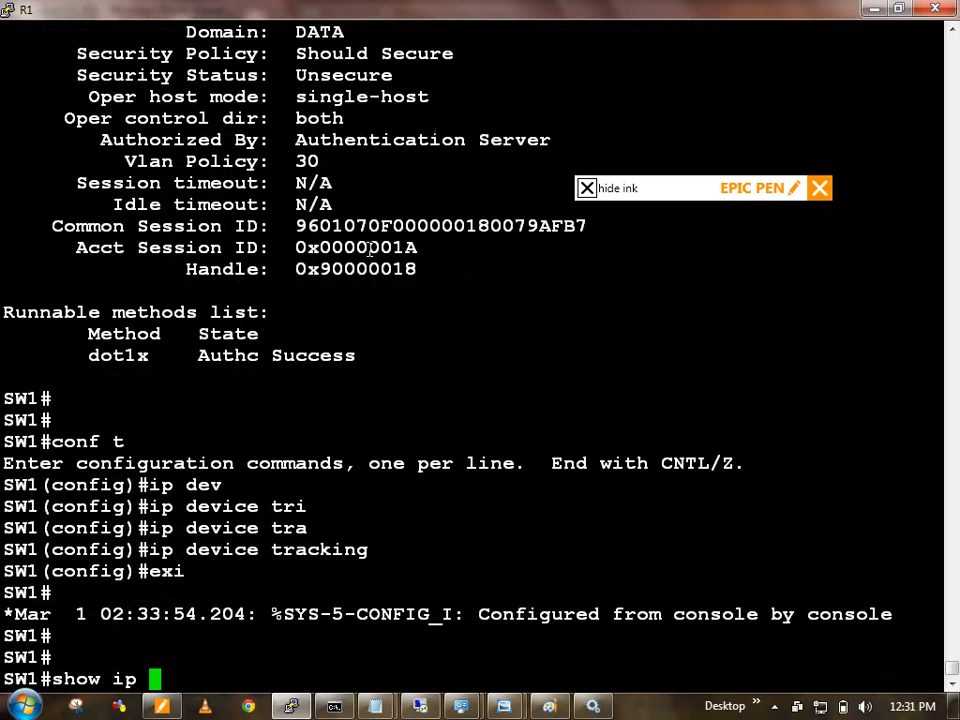 R1
Domain: DATA
Security Policy: Should Secure
Security Status: Unsecure
Oper host mode: single-host
Oper control dir: both
Authorized By: Authentication Server
Vlan Policy: 30
Session timeout: N/A
hide ink EPIC PEN
Idle timeout: N/A
Common Session ID: 9601070F000000180079AFB7
Acct Session ID: 0x0000001A
Handle: 0x90000018
Runnable methods list:
Method State
dot1x Authc Success
SW1#
SW1#
SW1#conf t
Enter configuration commands, one per line. End with CNTL/Z.
SW1(config)#ip dev
SW1(config)#ip device tri
SW1(config)#ip device tra
SW1(config)#ip device tracking
SW1(config)#exi
SW1#
*Mar 1 02:33:54.204: %SYS-5-CONFIG_I: Configured from console by console
SW1#
SW1#
SW1#show ip
Desktop 12:31 PM